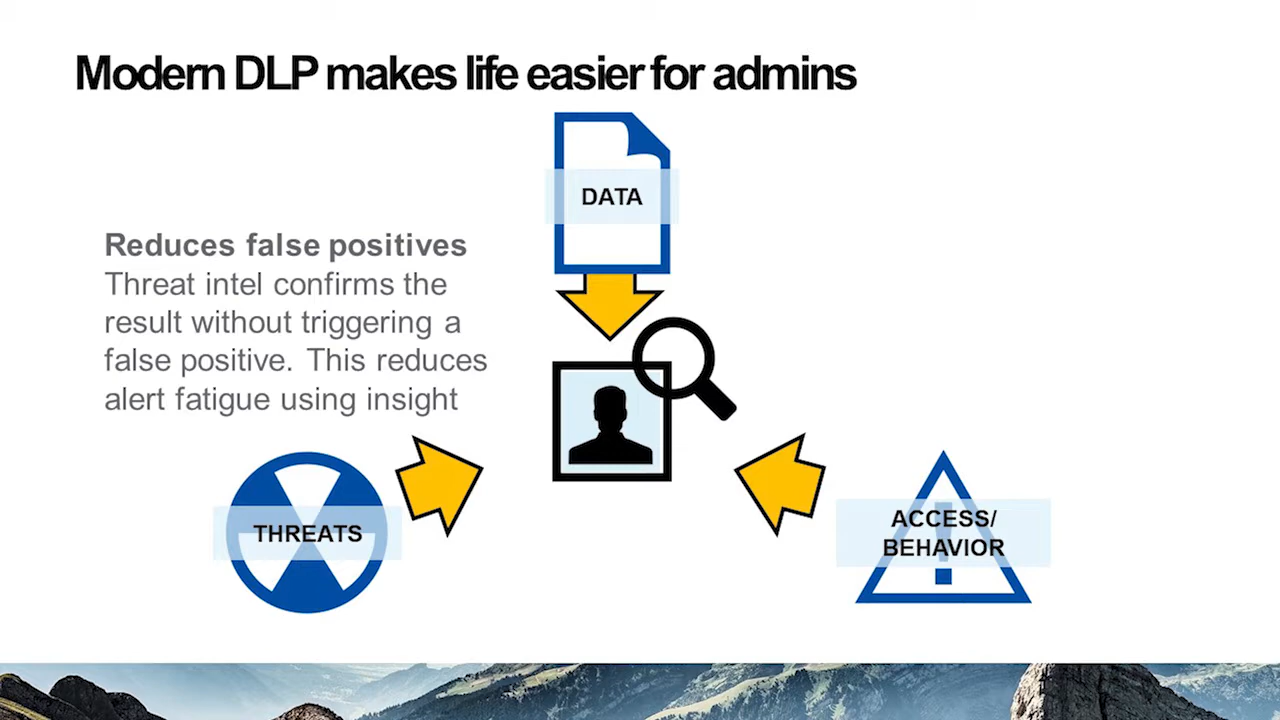 Modern DLP makes life easier for admins
DATA
Reduces false positives
Threat intel confirms the
result without triggering a
false positive. This reduces
alert fatigue using insight
THREATS
ACCESS/
BEHAVIOR